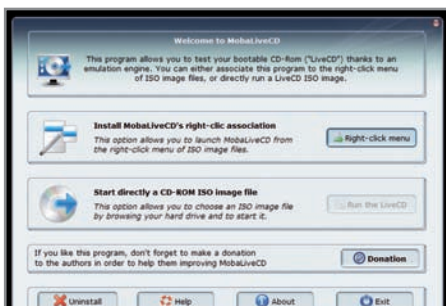 Welcome to MobaLiveCD
This program allows you to test your bootable CD-Rom ("LiveCD") thanks to an
emulation engine. You can either associate this program to the right-click menu
of ISO image files, or directly run a LiveCD ISO image.
Install MobaLiveCD's right-clic association
This option allows you to launch MobaLiveCD from
the right-click menu of ISO image files.
Right-click menu
Start directly a CD-ROM ISO image file
This option allows you to choose an ISO image file
by browsing your hard drive and to start it.
Run the LiveCD
If you like this program, don't forget to make a donation
to the authors in order to help them improving MobaLiveCD
Donation
Uninstall
Help
About
Exit